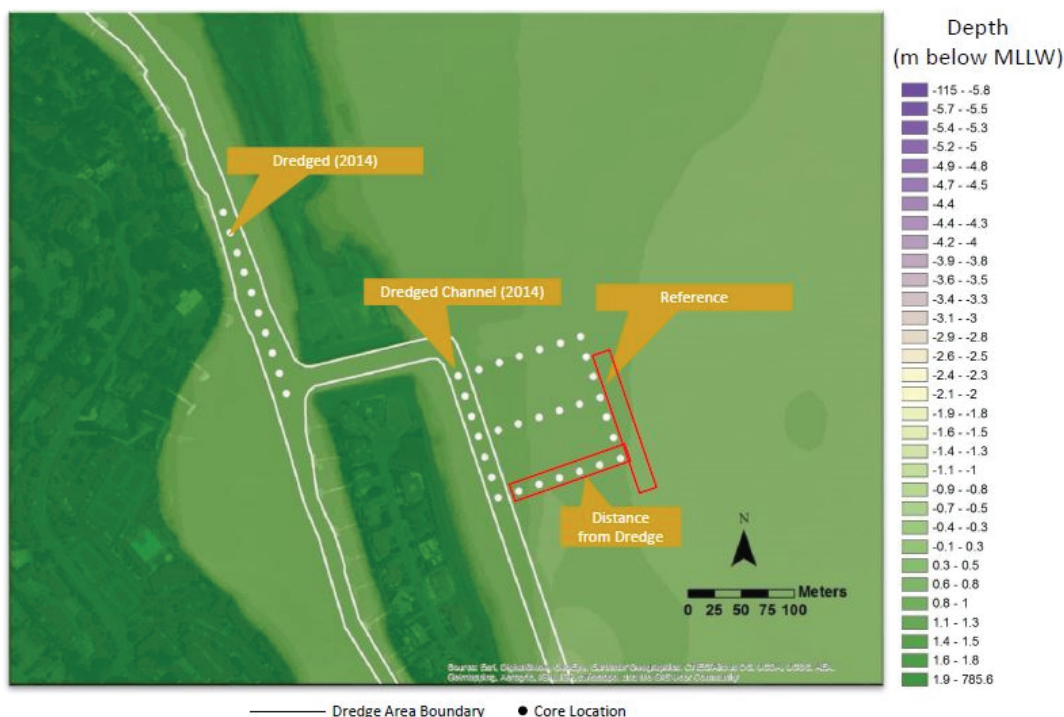 Depth
(m below MLLW)
-115 - -5.8
-5.7 - -5.5
-5.4 - -5.3
-5.2 - -5
-4.9 - -4.8
-4.7 - -4.5
-4.4
-4.4 - -4.3
-4.2 - -4
-3.9 - -3.8
-3.6 - -3.5
-3.4 - -3.3
-3.1 - -3
-2.9 - -2.8
-2.6 - -2.5
-2.4 - -2.3
-2.1 - -2
-1.9 - -1.8
-1.6 - -1.5
-1.4 - -1.3
-1.1 - -1
-0.9 - -0.8
-0.7 - -0.5
-0.4 - -0.3
-0.1 - 0.3
0.3 - 0.5
0.6 - 0.8
0.8 - 1
1.1 - 1.3
1.4 - 1.5
1.6 - 1.8
1.9 - 785.6
Dredged (2014)
Dredged Channel (2014)
Reference
Distance
from Dredge
N
Meters
0 25 50 75 100
Source: Esri,
Dredge Area Boundary
Core Location